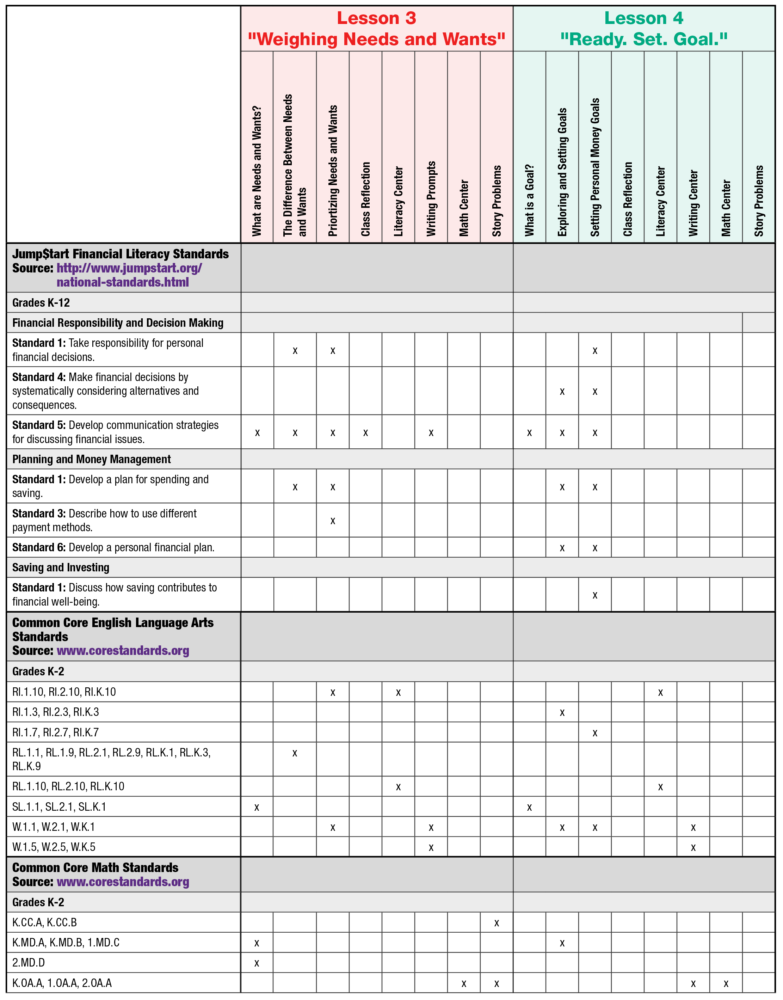 Lesson 3
"Weighing Needs and Wants"
Lesson 4
"Ready. Set. Goal."
What are Needs and Wants?
The Difference Between Needs
and Wants
Priortizing Needs and Wants
Class Reflection
Literacy Center
Writing Prompts
Math Center
Story Problems
What is a Goal?
Exploring and Setting Goals
Setting Personal Money Goals
Class Reflection
Literacy Center
Writing Center
Math Center
Story Problems
Jump$tart Financial Literacy Standards
Source: http://www.jumpstart.org/
national-standards.html
Grades K-12
Financial Responsibility and Decision Making
Standard 1: Take responsibility for personal
financial decisions.
x x x
Standard 4: Make financial decisions by
systematically considering alternatives and
consequences.
x x
Standard 5: Develop communication strategies
for discussing financial issues.
x x x x x x x x
Planning and Money Management
Standard 1: Develop a plan for spending and
saving.
x x x x
Standard 3: Describe how to use different
payment methods.
x
Standard 6: Develop a personal financial plan. x x
Saving and Investing
Standard 1: Discuss how saving contributes to
financial well-being.
x
Common Core English Language Arts
Standards
Source: www.corestandards.org
Grades K-2
RI.1.10, RI.2.10, RI.K.10 x x x
RI.1.3, RI.2.3, RI.K.3 x
RI.1.7, RI.2.7, RI.K.7 x
RL.1.1, RL.1.9, RL.2.1, RL.2.9, RL.K.1, RL.K.3, x
RL.K.9
RL.1.10, RL.2.10, RL.K.10 x x
SL.1.1, SL.2.1, SL.K.1 x x
W.1.1, W.2.1, W.K.1 x x x x x
W.1.5, W.2.5, W.K.5 x x
Common Core Math Standards
Source: www.corestandards.org
Grades K-2
K.CC.A, K.CC.B x
K.MD.A, K.MD.B, 1.MD.C x x
2.MD.D x
K.OA.A, 1.OA.A, 2.OA.A x x x x